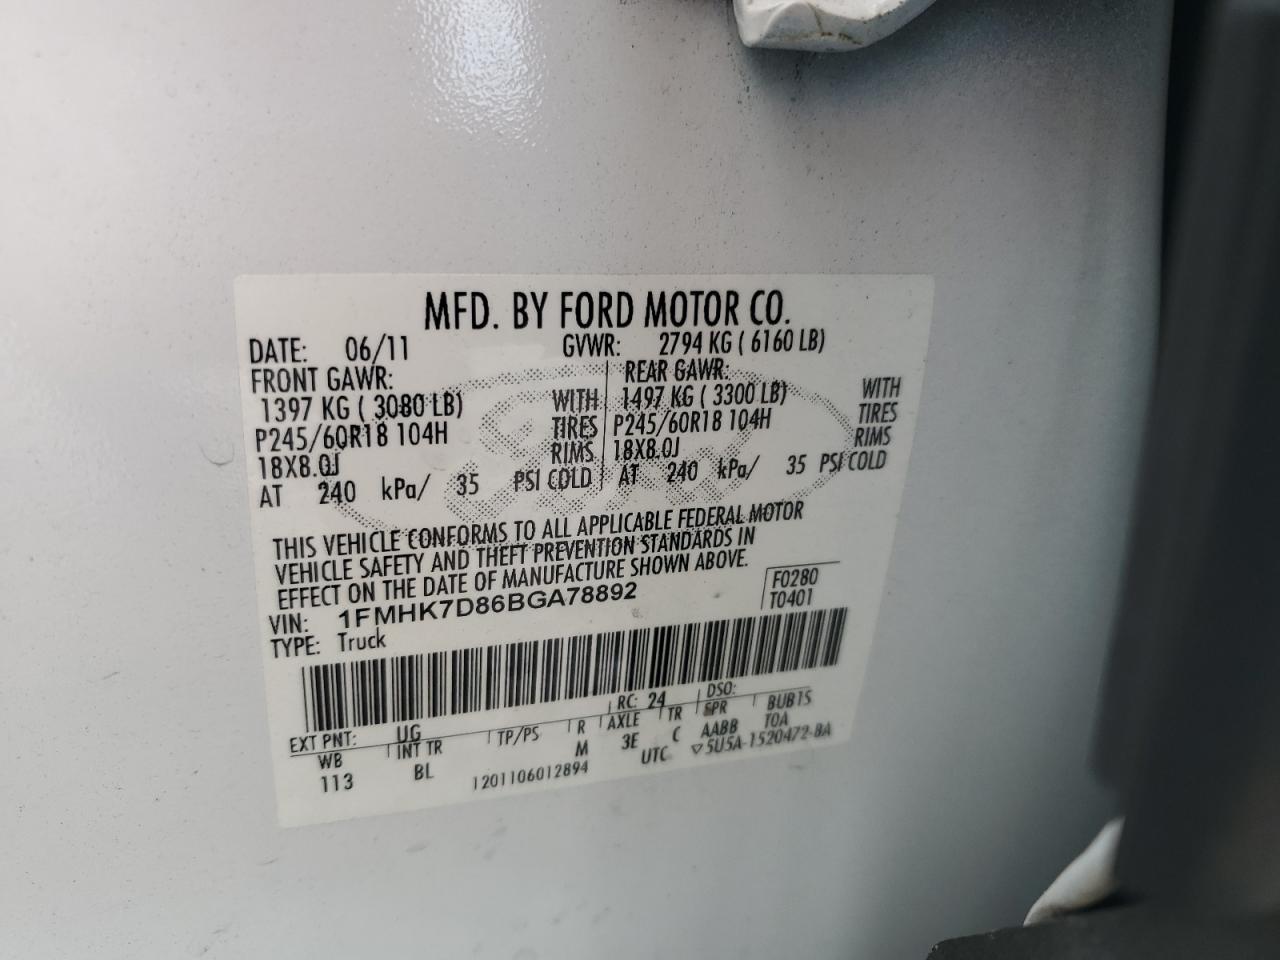 MFD. BY FORD MOTOR CO.
DATE: 06/11 GVWR: 2794 KG ( 6160 LB)
FRONT GAWR: REAR GAWR:
1397 KG ( 3080 LB) WITH 1497 KG ( 3300 LB) WITH
P245/60R18 104H TIRES P245/60R18 104H TIRES
18X8.0J RIMS 18X8.0J RIMS
AT 240 kPa/ 35 PSI COLD AT 240 kPa/ 35 PSI COLD
THIS VEHICLE CONFORMS TO ALL APPLICABLE FEDERAL MOTOR
VEHICLE SAFETY AND THEFT PREVENTION STANDARDS IN
EFFECT ON THE DATE OF MANUFACTURE SHOWN ABOVE.
VIN: 1FMHK7D86BGA78892 F0280
TYPE: Truck T0401
EXT PNT: UG RC: 24 DSO:
WB INT TR TP/PS R AXLE TR SPR BUB15
113 BL M 3E C AABB T0A
1201106012894 UTC ▽5U5A-1520472-BA
Ford